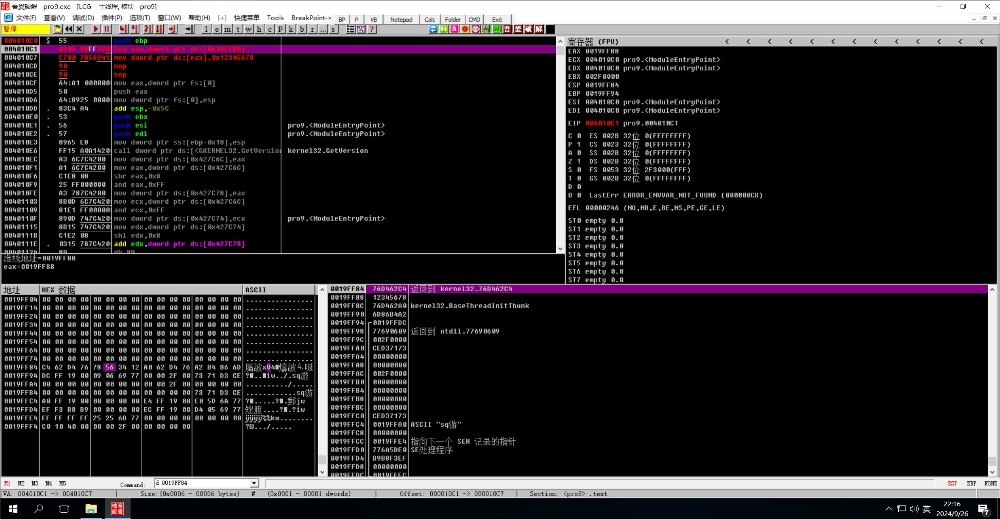 吾愛破解 - pro9.exe - [LCG - 主线程, 模块 - pro9]
文件(F) 查看(V) 调试(D) 插件(P) 选项(T) 窗口(W) 帮助(H) [+] 快捷菜单 Tools BreakPoint-> BP P VB Notepad Calc Folder CMD Exit
暂停 l e m t w h c P k b r ... s ? A 吾 爱 破 解
004010C0 $ 55 push ebp
004010C1 8D05 88FF190 lea eax,dword ptr ds:[0x19FF88]
004010C7 C700 78563412 mov dword ptr ds:[eax],0x12345678
004010CD 90 nop
004010CE 90 nop
004010CF 64:A1 0000000 mov eax,dword ptr fs:[0]
004010D5 50 push eax
004010D6 64:8925 00000 mov dword ptr fs:[0],esp
004010DD . 83C4 A4 add esp,-0x5C
004010E0 . 53 push ebx
004010E1 . 56 push esi pro9.<ModuleEntryPoint>
004010E2 . 57 push edi pro9.<ModuleEntryPoint>
004010E3 8965 E8 mov dword ptr ss:[ebp-0x18],esp
004010E6 FF15 A0A14200 call dword ptr ds:[<&KERNEL32.GetVersion kernel32.GetVersion
004010EC A3 6C7C4200 mov dword ptr ds:[0x427C6C],eax
004010F1 A1 6C7C4200 mov eax,dword ptr ds:[0x427C6C]
004010F6 C1E8 08 shr eax,0x8
004010F9 25 FF000000 and eax,0xFF
004010FE A3 787C4200 mov dword ptr ds:[0x427C78],eax
00401103 8B0D 6C7C4200 mov ecx,dword ptr ds:[0x427C6C]
00401109 81E1 FF000000 and ecx,0xFF
0040110F 890D 747C4200 mov dword ptr ds:[0x427C74],ecx pro9.<ModuleEntryPoint>
00401115 8B15 747C4200 mov edx,dword ptr ds:[0x427C74]
0040111B C1E2 08 shl edx,0x8
0040111E . 0315 787C4200 add edx,dword ptr ds:[0x427C78]
00401124 89 db 89
堆栈地址=0019FF88
eax=0019FF88
寄存器 (FPU) < < < < < < < < < < < < <
EAX 0019FF88
ECX 004010C0 pro9.<ModuleEntryPoint>
EDX 004010C0 pro9.<ModuleEntryPoint>
EBX 002F0000
ESP 0019FF84
EBP 0019FF94
ESI 004010C0 pro9.<ModuleEntryPoint>
EDI 004010C0 pro9.<ModuleEntryPoint>
EIP 004010C1 pro9.004010C1
C 0 ES 002B 32位 0(FFFFFFFF)
P 1 CS 0023 32位 0(FFFFFFFF)
A 0 SS 002B 32位 0(FFFFFFFF)
Z 1 DS 002B 32位 0(FFFFFFFF)
S 0 FS 0053 32位 2F3000(FFF)
T 0 GS 002B 32位 0(FFFFFFFF)
D 0
O 0 LastErr ERROR_ENVVAR_NOT_FOUND (000000CB)
EFL 00000246 (NO,NB,E,BE,NS,PE,GE,LE)
ST0 empty 0.0
ST1 empty 0.0
ST2 empty 0.0
ST3 empty 0.0
ST4 empty 0.0
ST5 empty 0.0
ST6 empty 0.0
ST7 empty 0.0
地址 HEX 数据 ASCII
0019FF04 00 00 00 00 00 00 00 00 00 00 00 00 00 00 00 00 ................
0019FF14 00 00 00 00 00 00 00 00 00 00 00 00 00 00 00 00 ................
0019FF24 00 00 00 00 00 00 00 00 00 00 00 00 00 00 00 00 ................
0019FF34 00 00 00 00 00 00 00 00 00 00 00 00 00 00 00 00 ................
0019FF44 00 00 00 00 00 00 00 00 00 00 00 00 00 00 00 00 ................
0019FF54 00 00 00 00 00 00 00 00 00 00 00 00 00 00 00 00 ................
0019FF64 00 00 00 00 00 00 00 00 00 00 00 00 00 00 00 00 ................
0019FF74 00 00 00 00 00 00 00 00 00 00 00 00 00 00 00 00 ................
0019FF84 C4 62 D4 76 78 56 34 12 A0 62 D4 76 A2 B4 86 6D
0019FF94 DC FF 19 00 09 06 69 77 00 00 2F 00 73 71 D3 CE ?■..■iw../.sq游
0019FFA4 00 00 00 00 00 00 00 00 00 00 2F 00 00 00 00 00 ........../.....
0019FFB4 00 00 00 00 00 00 00 00 00 00 00 00 73 71 D3 CE ............sq游
0019FFC4 A0 FF 19 00 00 00 00 00 E4 FF 19 00 E0 5D 6A 77 ?■.....?■.郵jw
0019FFD4 EF F3 B8 B9 00 00 00 00 EC FF 19 00 D4 05 69 77 矬腹....?■.?iw
0019FFE4 FF FF FF FF 25 25 6B 77 00 00 00 00 00 00 00 00 ÿÿÿÿ%%kw........
0019FFF4 C0 10 40 00 00 00 2F 00 00 00 00 00 ?@.../.....
0019FF84 76D462C4 返回到 kernel32.76D462C4
0019FF88 12345678
0019FF8C 76D462A0 kernel32.BaseThreadInitThunk
0019FF90 6D86B4A2
0019FF94 0019FFDC
0019FF98 77690609 返回到 ntdll.77690609
0019FF9C 002F0000
0019FFA0 CED37173
0019FFA4 00000000
0019FFA8 00000000
0019FFAC 002F0000
0019FFB0 00000000
0019FFB4 00000000
0019FFB8 00000000
0019FFBC 00000000
0019FFC0 CED37173
0019FFC4 0019FFA0 ASCII "sq游"
0019FFC8 00000000
0019FFCC 0019FFE4 指向下一个 SEH 记录的指针
0019FFD0 776A5DE0 SE处理程序
0019FFD4 B9B8F3EF
0019FFD8 00000000
0019FFDC 0019FFEC
M1 M2 M3 M4 M5 Command: d 0019FF84 ESP EBP NONE
VA: 004010C1 -> 004010C7 | Size:(0x0006 - 00006 bytes) # (0x0001 - 00001 dwords) | Offset: 000010C1 -> 000010C7 | Section: <pro9> .text
破吾解爱 英 22:16 7
2024/9/26